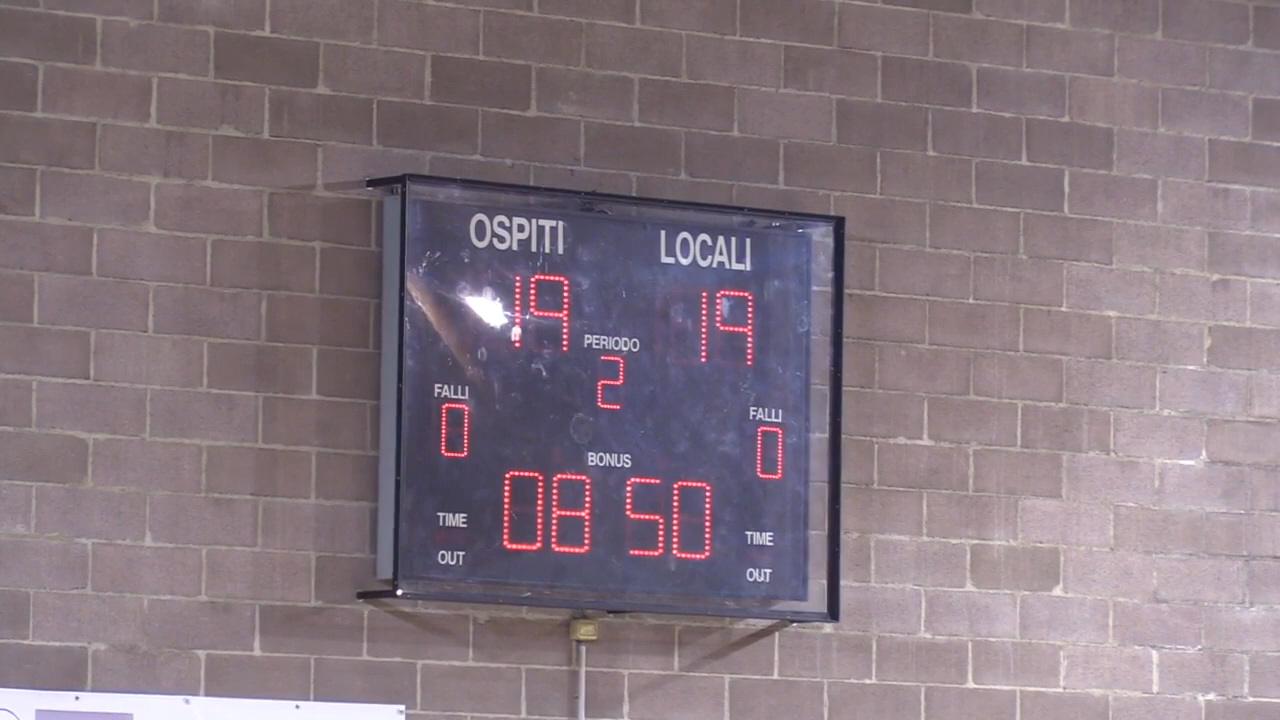 OSPITI LOCALI
19 19
PERIODO
2
FALLI FALLI
0 0
BONUS
08 50
TIME TIME
OUT OUT